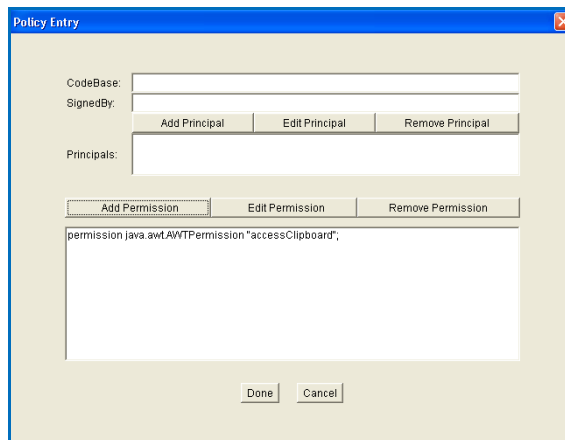 Policy Entry
CodeBase:
SignedBy:
Add Principal Edit Principal Remove Principal
Principals:
Add Permission Edit Permission Remove Permission
permission java.awt.AWTPermission "accessClipboard";
Done Cancel